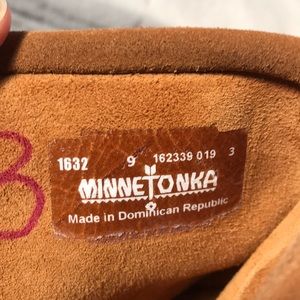 1632 9 162339 019 3
MINNETONKA
Made in Dominican Republic